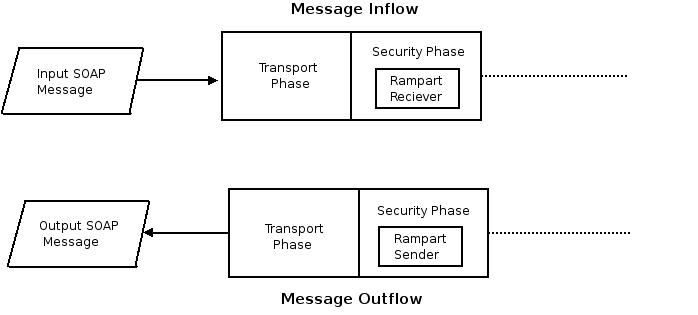 Message Inflow
Input SOAP
Message
Transport
Phase
Security Phase
Rampart
Reciever
Output SOAP
Message
Transport
Phase
Security Phase
Rampart
Sender
Message Outflow